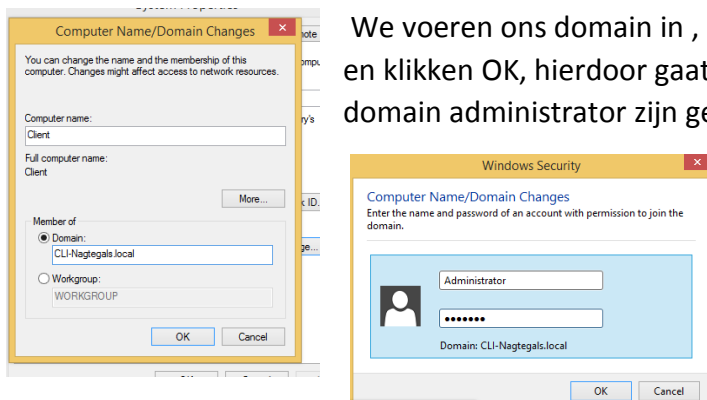 Computer Name/Domain Changes
You can change the name and the membership of this
computer. Changes might affect access to network resources.
Computer name:
Client
Full computer name:
Client
More...
Member of
Domain:
CLI-Nagtegals.local
Workgroup:
WORKGROUP
OK Cancel
We voeren ons domain in ,
en klikken OK, hierdoor gaat
domain administrator zijn ge
Windows Security
Computer Name/Domain Changes
Enter the name and password of an account with permission to join the
domain.
Administrator
•••••••
Domain: CLI-Nagtegals.local
OK Cancel